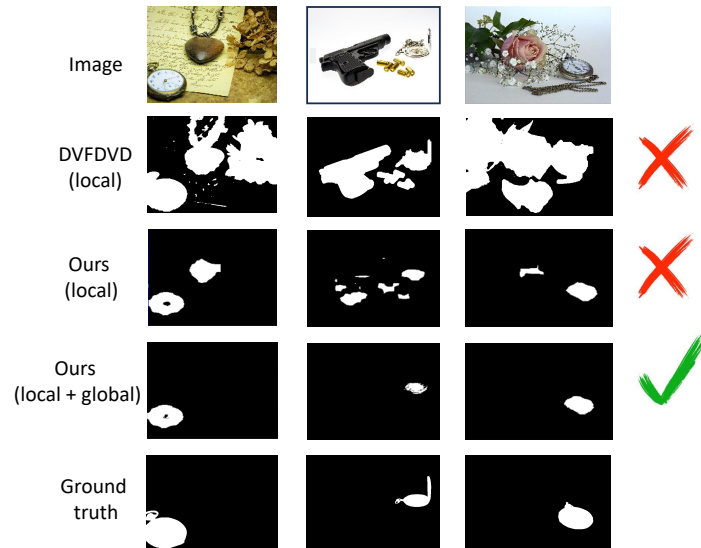 Image
DVFDVD
(local)
Ours
(local)
Ours
(local + global)
Ground
truth